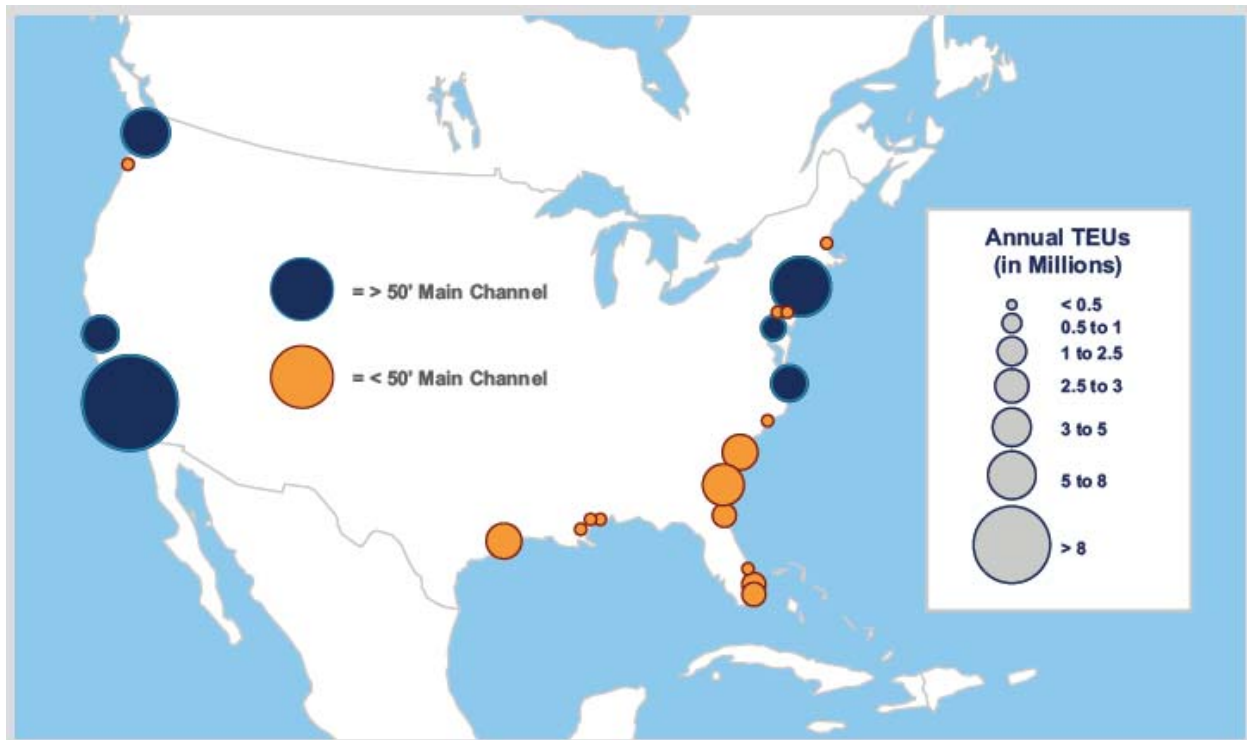 = > 50' Main Channel
= < 50' Main Channel
Annual TEUs
(in Millions)
< 0.5
0.5 to 1
1 to 2.5
2.5 to 3
3 to 5
5 to 8
> 8